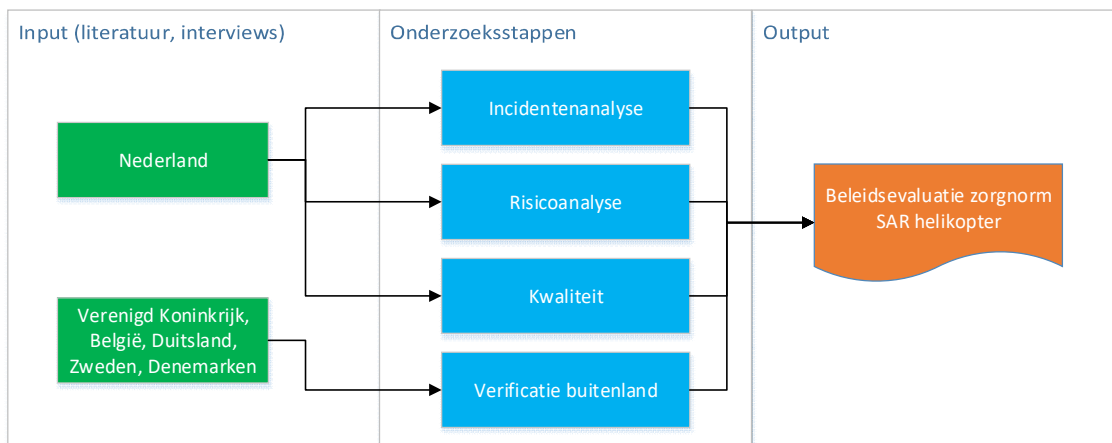 Input (literatuur, interviews)
Onderzoeksstappen
Output
Nederland
Verenigd Koninkrijk,
België, Duitsland,
Zweden, Denemarken
Incidentenanalyse
Risicoanalyse
Kwaliteit
Verificatie buitenland
Beleidsevaluatie zorgnorm
SAR helikopter